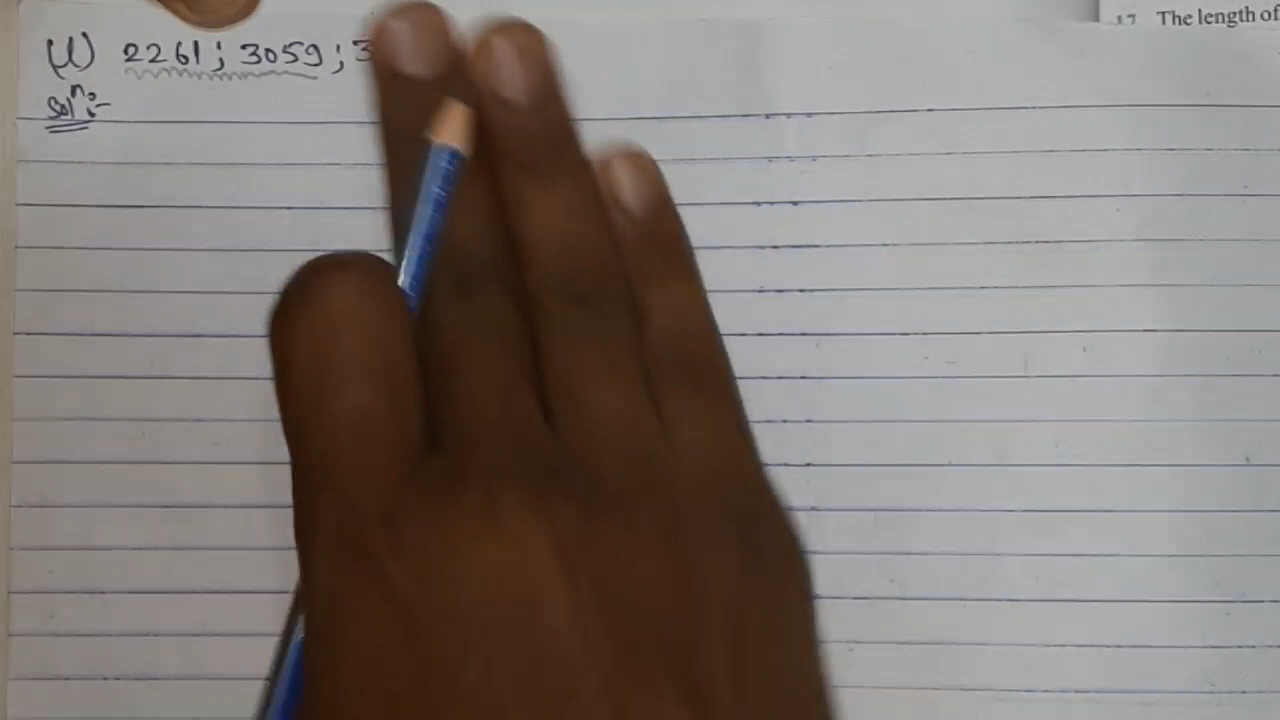 (l) 2261 ; 3059 ; 3
Solⁿ:-
17 The length of